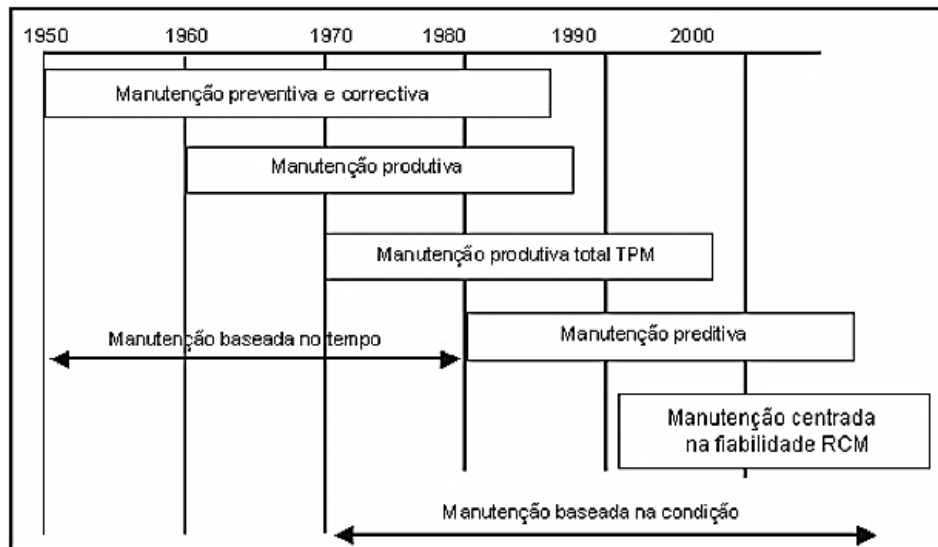 1950 1960 1970 1980 1990 2000
Manutenção preventiva e correctiva
Manutenção produtiva
Manutenção produtiva total TPM
Manutenção baseada no tempo
Manutenção preditiva
Manutenção centrada
na fiabilidade RCM
Manutenção baseada na condição